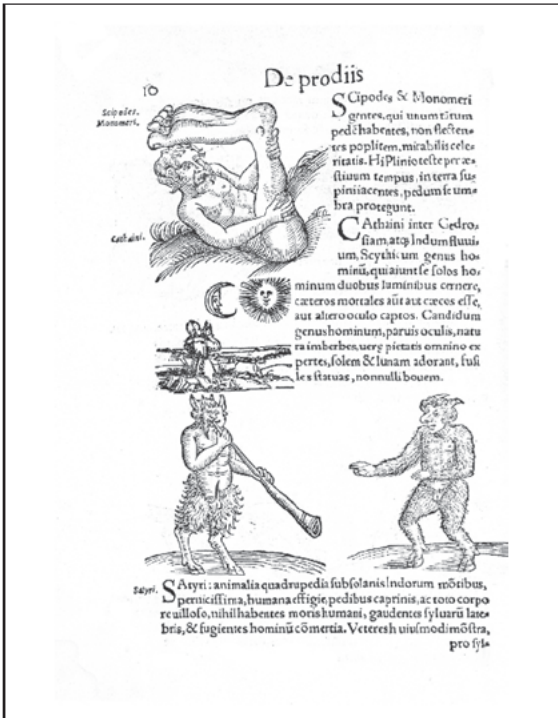 10
De prodiis
Scipodes.
Monomeri.
SCipodes & Monomeri
gentes, qui unum tãtum
pedẽ habentes, non flecten-
tes poplitem, mirabilis cele
ritatis. Hi Plinio teste per æ-
stiuum tempus, in terra su
pini iacentes, pedum se um-
bra protegunt.
Cathaini.
CAthaini inter Gedro
siam, atq; Indum fluui
um, Scythicum genus ho
minũ, qui aiunt se solos ho
minum duobus luminibus cernere,
cæteros mortales aũt aut cæcos esse,
aut altero oculo captos. Candidum
genus hominum, paruis oculis, natu
ra imberbes, ueræ pietatis omnino ex
pertes, solem & lunam adorant, fusi
les statuas, nonnulli bouem.
Satyri.
SAtyri: animalia quadrupedia subsolanis Indorum mõtibus,
pernicissima, humana effigie, pedibus caprinis, ac toto corpo
re uilloso, nihil habentes moris humani, gaudentes syluarũ late
bris, & fugientes hominũ cõmertia. Veteres huiusmodi mõstra,
pro syl-